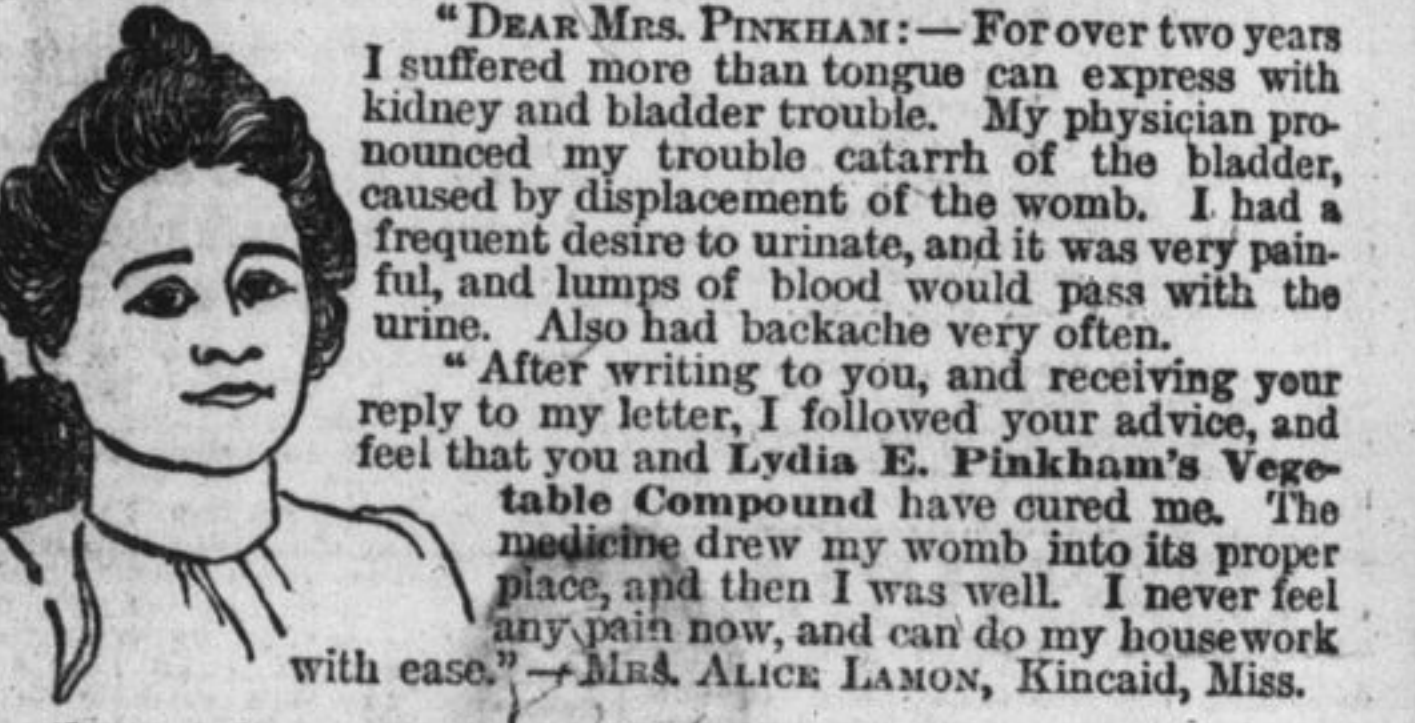 “DEAR MRS. PINKHAM:—For over two years
I suffered more than tongue can express with
kidney and bladder trouble. My physician pro-
nounced my trouble catarrh of the bladder,
caused by displacement of the womb. I had a
frequent desire to urinate, and it was very pain-
ful, and lumps of blood would pass with the
urine. Also had backache very often.
“After writing to you, and receiving your
reply to my letter, I followed your advice, and
feel that you and Lydia E. Pinkham's Vege-
table Compound have cured me. The
medicine drew my womb into its proper
place, and then I was well. I never feel
any pain now, and can do my housework
with ease.”—MRS. ALICE LAMON, Kincaid, Miss.